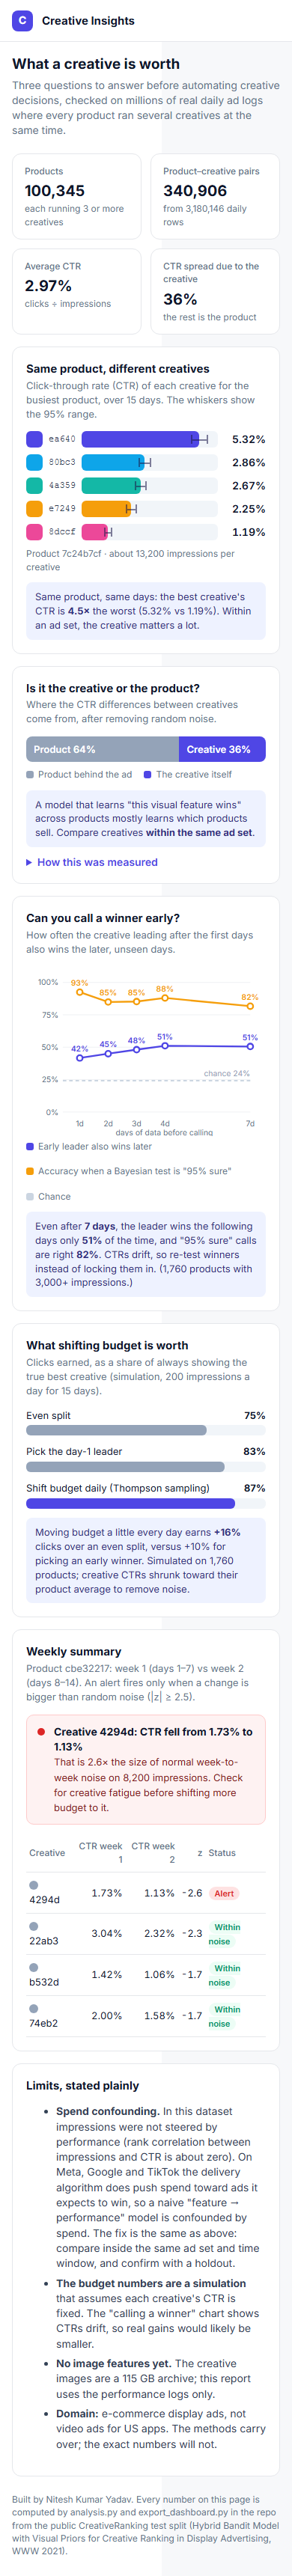 C Creative Insights
What a creative is worth
Three questions to answer before automating creative
decisions, checked on millions of real daily ad logs
where every product ran several creatives at the
same time.
Products
100,345
each running 3 or more
creatives
Product–creative pairs
340,906
from 3,180,146 daily
rows
Average CTR
2.97%
clicks ÷ impressions
CTR spread due to the
creative
36%
the rest is the product
Same product, different creatives
Click-through rate (CTR) of each creative for the
busiest product, over 15 days. The whiskers show
the 95% range.
ea640 5.32%
80bc3 2.86%
4a359 2.67%
e7249 2.25%
8dccf 1.19%
Product 7c24b7cf · about 13,200 impressions per
creative
Same product, same days: the best creative's
CTR is 4.5× the worst (5.32% vs 1.19%). Within
an ad set, the creative matters a lot.
Is it the creative or the product?
Where the CTR differences between creatives
come from, after removing random noise.
Product 64% Creative 36%
Product behind the ad The creative itself
A model that learns "this visual feature wins"
across products mostly learns which products
sell. Compare creatives within the same ad set.
▶ How this was measured
Can you call a winner early?
How often the creative leading after the first days
also wins the later, unseen days.
100%
75%
50%
25%
0%
93% 85% 85% 88% 82%
42% 45% 48% 51% 51%
chance 24%
1d 2d 3d 4d 7d
days of data before calling
Early leader also wins later
Accuracy when a Bayesian test is "95% sure"
Chance
Even after 7 days, the leader wins the following
days only 51% of the time, and "95% sure" calls
are right 82%. CTRs drift, so re-test winners
instead of locking them in. (1,760 products with
3,000+ impressions.)
What shifting budget is worth
Clicks earned, as a share of always showing the
true best creative (simulation, 200 impressions a
day for 15 days).
Even split 75%
Pick the day-1 leader 83%
Shift budget daily (Thompson sampling) 87%
Moving budget a little every day earns +16%
clicks over an even split, versus +10% for
picking an early winner. Simulated on 1,760
products; creative CTRs shrunk toward their
product average to remove noise.
Weekly summary
Product cbe32217: week 1 (days 1–7) vs week 2
(days 8–14). An alert fires only when a change is
bigger than random noise (|z| ≥ 2.5).
Creative 4294d: CTR fell from 1.73% to
1.13%
That is 2.6× the size of normal week-to-
week noise on 8,200 impressions. Check
for creative fatigue before shifting more
budget to it.
Creative CTR week 1 CTR week 2 z Status
4294d 1.73% 1.13% -2.6 Alert
22ab3 3.04% 2.32% -2.3 Within noise
b532d 1.42% 1.06% -1.7 Within noise
74eb2 2.00% 1.58% -1.7 Within noise
Limits, stated plainly
• Spend confounding. In this dataset
impressions were not steered by
performance (rank correlation between
impressions and CTR is about zero). On
Meta, Google and TikTok the delivery
algorithm does push spend toward ads it
expects to win, so a naive "feature →
performance" model is confounded by
spend. The fix is the same as above:
compare inside the same ad set and time
window, and confirm with a holdout.
• The budget numbers are a simulation
that assumes each creative's CTR is
fixed. The "calling a winner" chart shows
CTRs drift, so real gains would likely be
smaller.
• No image features yet. The creative
images are a 115 GB archive; this report
uses the performance logs only.
• Domain: e-commerce display ads, not
video ads for US apps. The methods carry
over; the exact numbers will not.
Built by Nitesh Kumar Yadav. Every number on this page is
computed by analysis.py and export_dashboard.py in the repo
from the public CreativeRanking test split (Hybrid Bandit Model
with Visual Priors for Creative Ranking in Display Advertising,
WWW 2021).